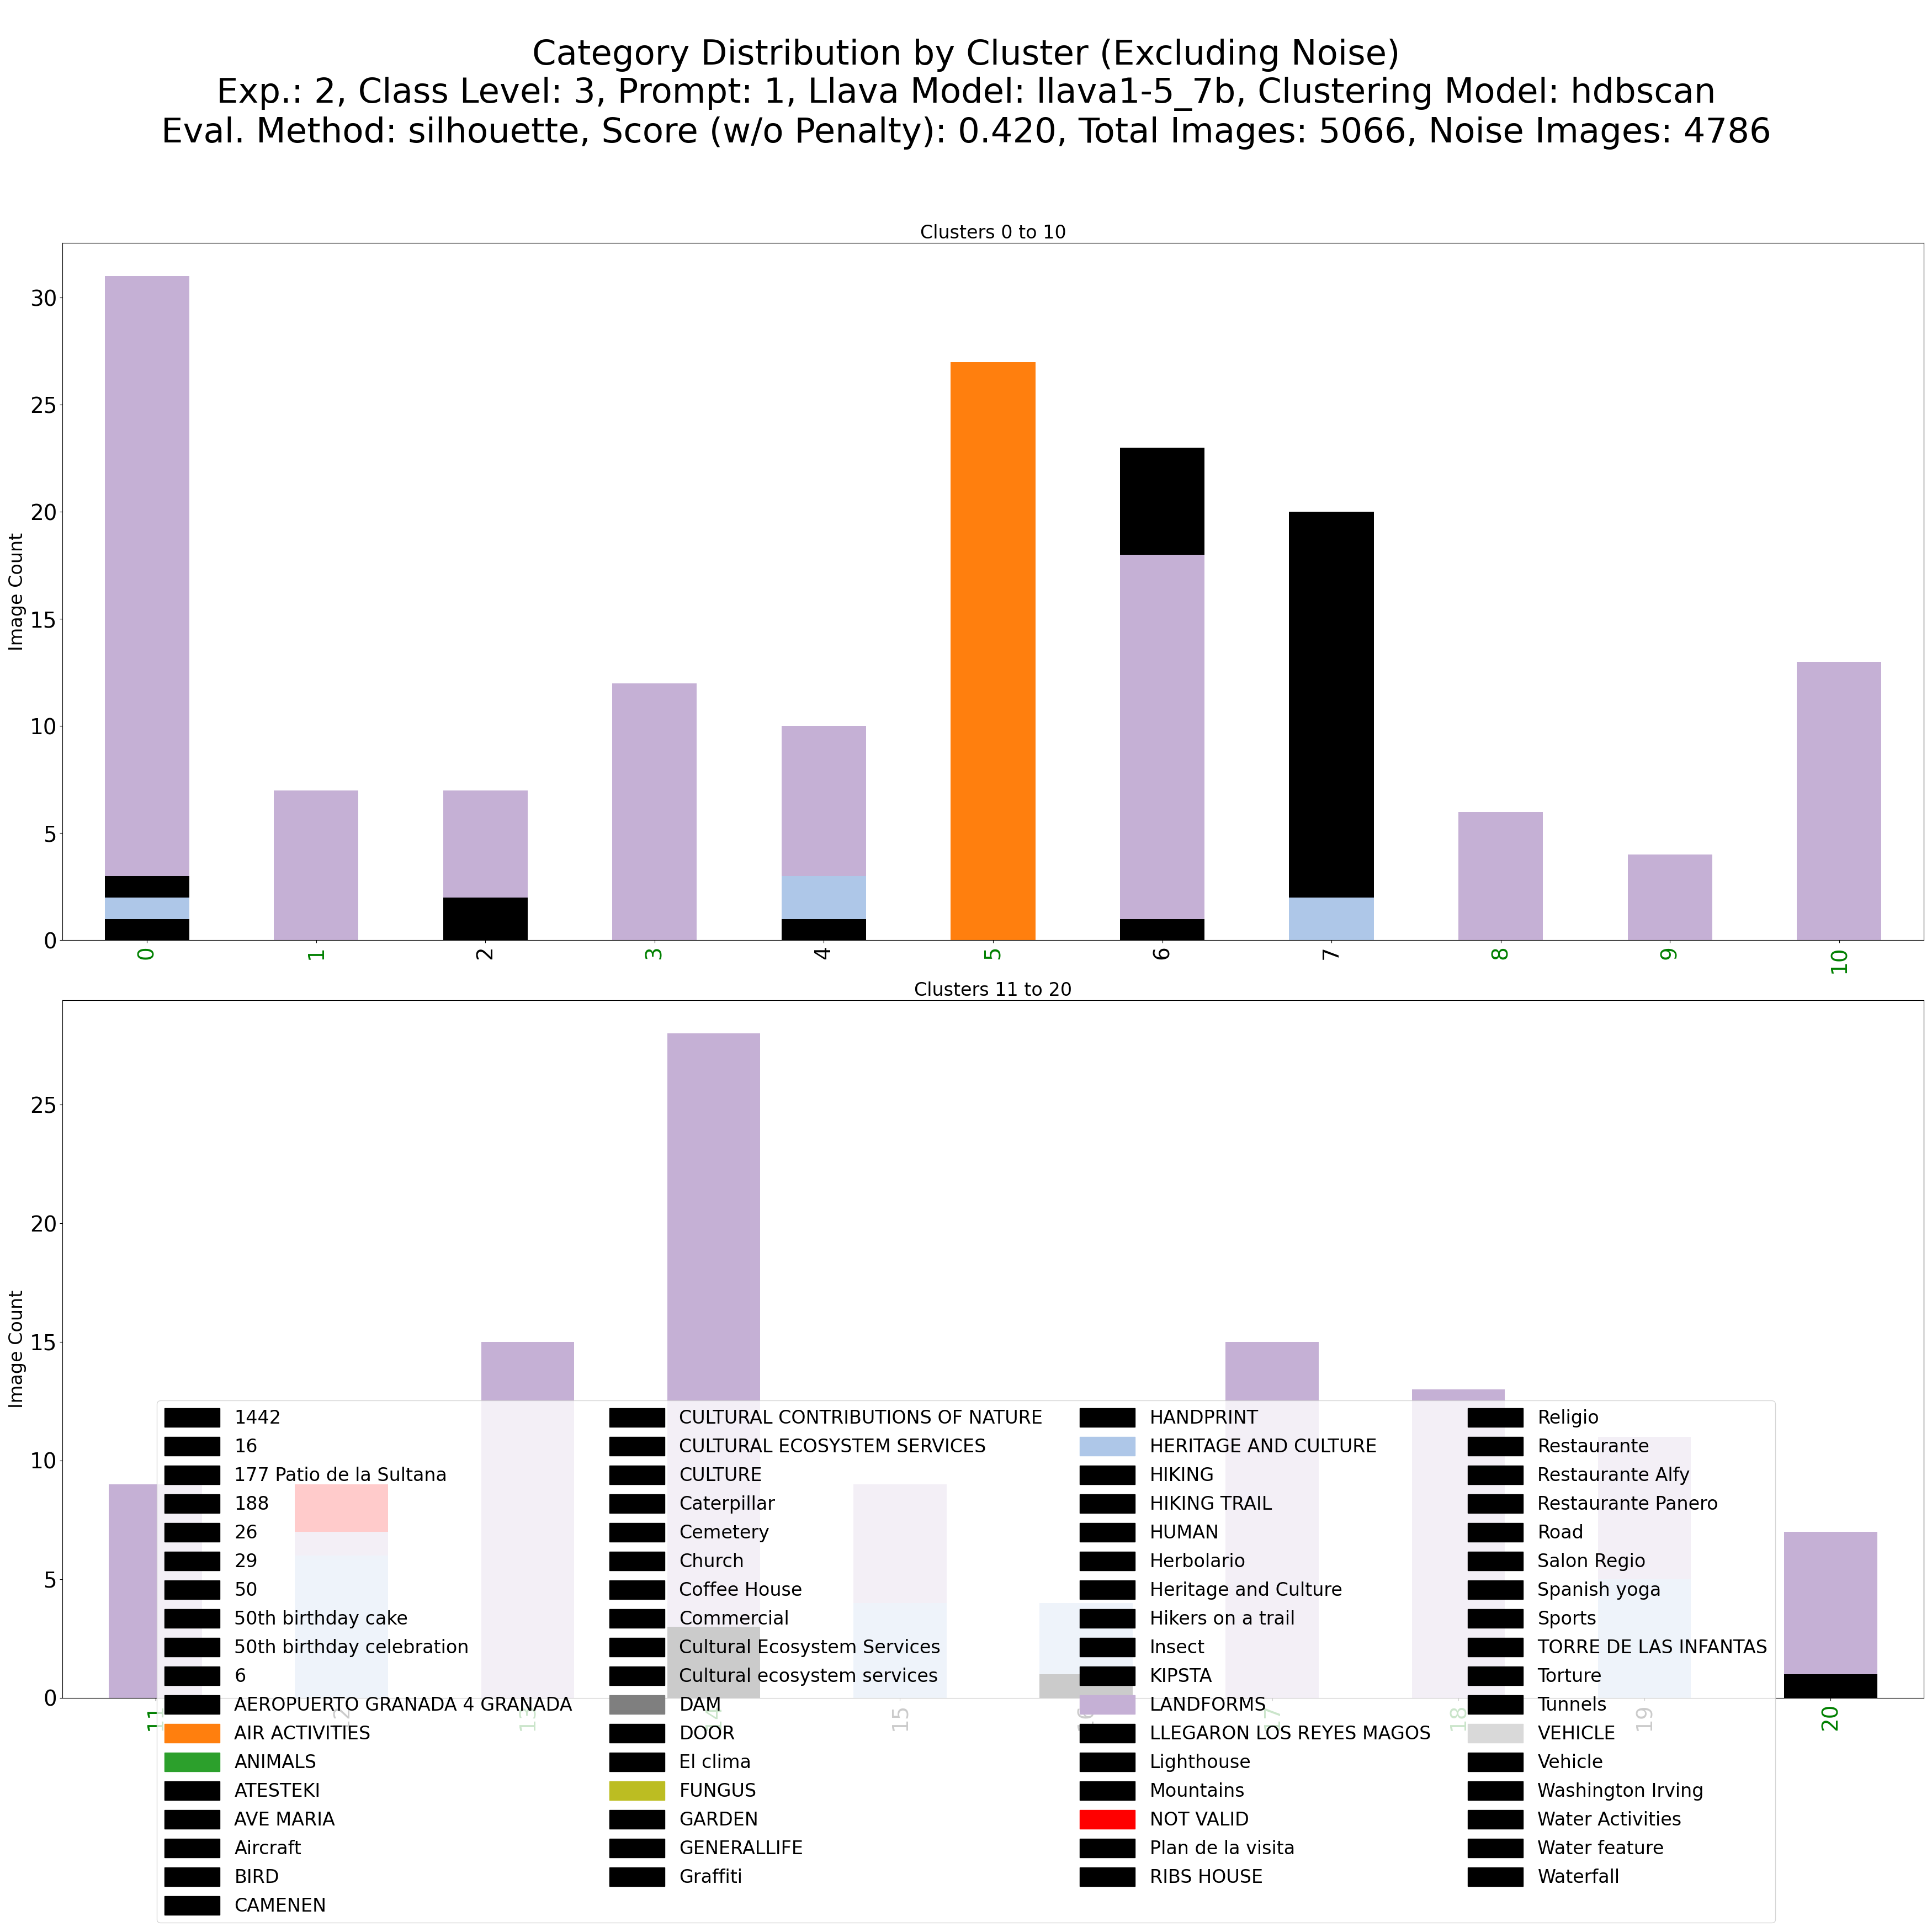 Category Distribution by Cluster (Excluding Noise)
Exp.: 2, Class Level: 3, Prompt: 1, Llava Model: llava1-5_7b, Clustering Model: hdbscan
Eval. Method: silhouette, Score (w/o Penalty): 0.420, Total Images: 5066, Noise Images: 4786
Clusters 0 to 10
Image Count
30
25
20
15
10
5
0
0 1 2 3 4 5 6 7 8 9 10
Clusters 11 to 20
Image Count
25
20
15
10
5
0
11 12 13 14 15 16 17 18 19 20
1442
16
177 Patio de la Sultana
188
26
29
50
50th birthday cake
50th birthday celebration
6
AEROPUERTO GRANADA 4 GRANADA
AIR ACTIVITIES
ANIMALS
ATESTEKI
AVE MARIA
Aircraft
BIRD
CAMENEN
CULTURAL CONTRIBUTIONS OF NATURE
CULTURAL ECOSYSTEM SERVICES
CULTURE
Caterpillar
Cemetery
Church
Coffee House
Commercial
Cultural Ecosystem Services
Cultural ecosystem services
DAM
DOOR
El clima
FUNGUS
GARDEN
GENERALLIFE
Graffiti
HANDPRINT
HERITAGE AND CULTURE
HIKING
HIKING TRAIL
HUMAN
Herbolario
Heritage and Culture
Hikers on a trail
Insect
KIPSTA
LANDFORMS
LLEGARON LOS REYES MAGOS
Lighthouse
Mountains
NOT VALID
Plan de la visita
RIBS HOUSE
Religio
Restaurante
Restaurante Alfy
Restaurante Panero
Road
Salon Regio
Spanish yoga
Sports
TORRE DE LAS INFANTAS
Torture
Tunnels
VEHICLE
Vehicle
Washington Irving
Water Activities
Water feature
Waterfall